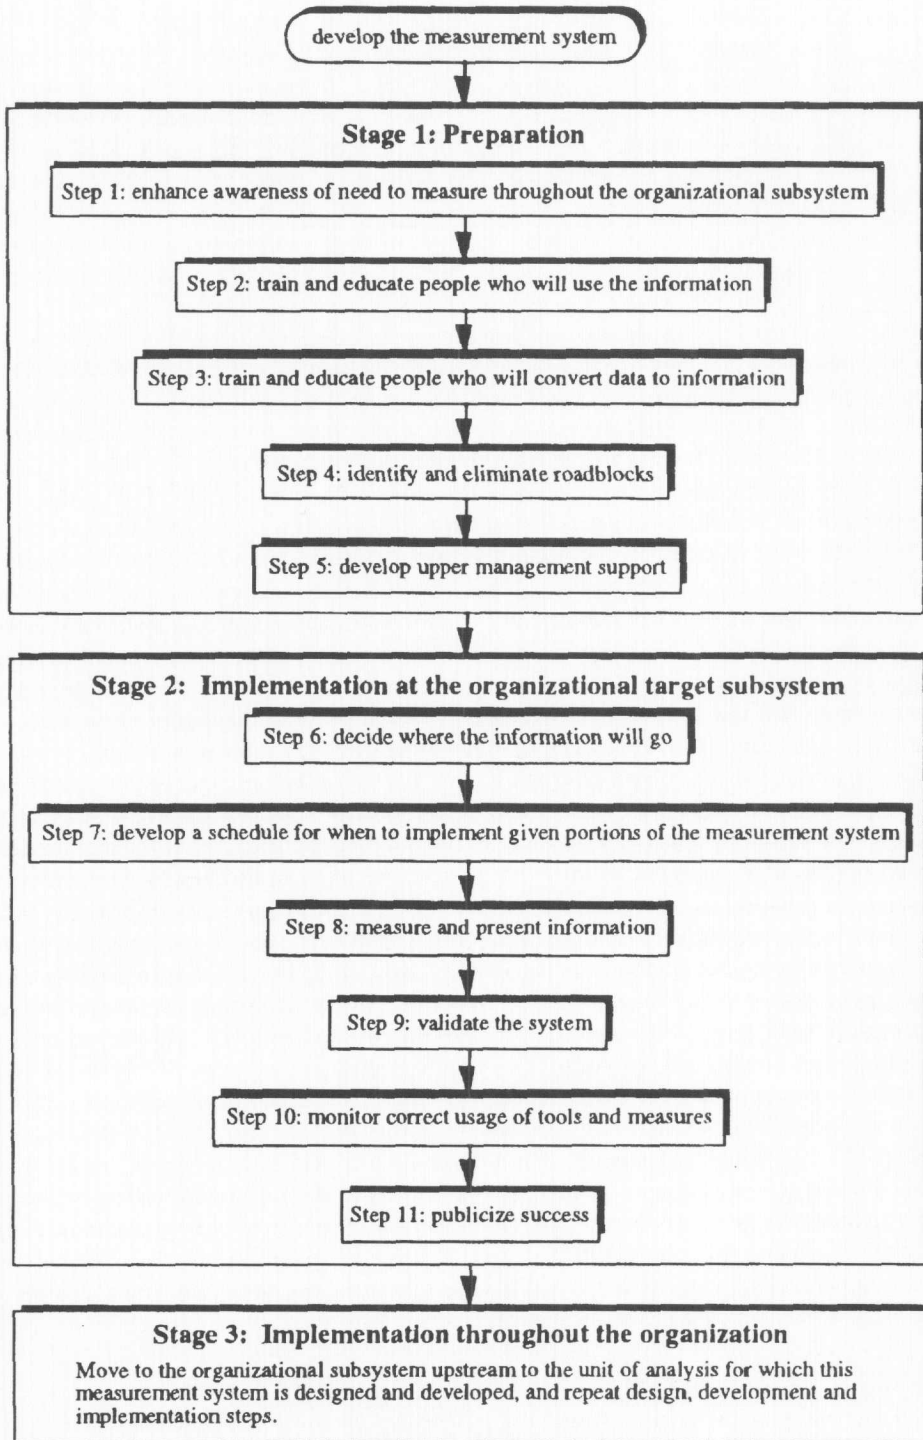 develop the measurement system
Stage 1: Preparation
Step 1: enhance awareness of need to measure throughout the organizational subsystem
Step 2: train and educate people who will use the information
Step 3: train and educate people who will convert data to information
Step 4: identify and eliminate roadblocks
Step 5: develop upper management support
Stage 2: Implementation at the organizational target subsystem
Step 6: decide where the information will go
Step 7: develop a schedule for when to implement given portions of the measurement system
Step 8: measure and present information
Step 9: validate the system
Step 10: monitor correct usage of tools and measures
Step 11: publicize success
Stage 3: Implementation throughout the organization
Move to the organizational subsystem upstream to the unit of analysis for which this
measurement system is designed and developed, and repeat design, development and
implementation steps.